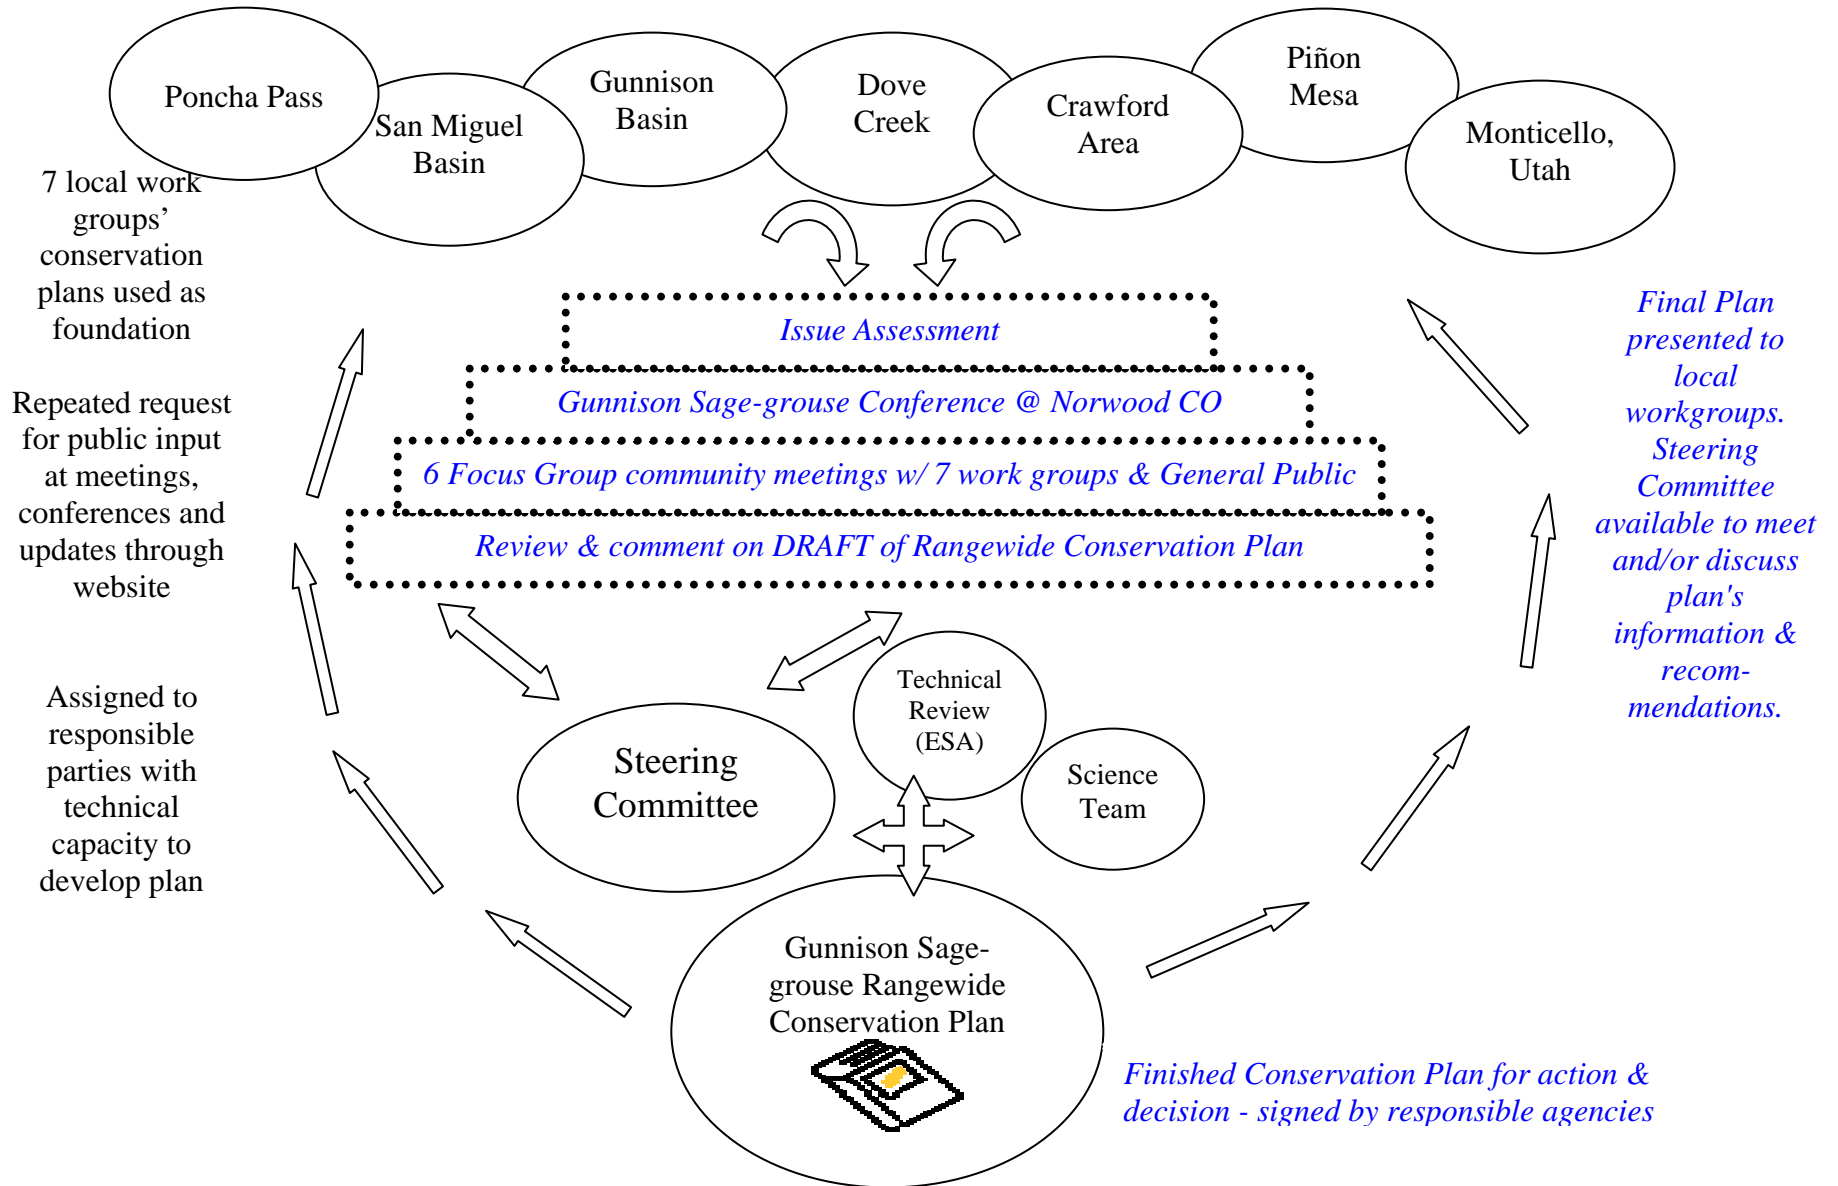 Poncha Pass
San Miguel
Basin
Gunnison
Basin
Dove
Creek
Crawford
Area
Piñon
Mesa
Monticello,
Utah
7 local work
groups’
conservation
plans used as
foundation
Repeated request
for public input
at meetings,
conferences and
updates through
website
Assigned to
responsible
parties with
technical
capacity to
develop plan
Issue Assessment
Gunnison Sage-grouse Conference @ Norwood CO
6 Focus Group community meetings w/ 7 work groups & General Public
Review & comment on DRAFT of Rangewide Conservation Plan
Final Plan
presented to
local
workgroups.
Steering
Committee
available to meet
and/or discuss
plan's
information &
recom-
mendations.
Steering
Committee
Technical
Review
(ESA)
Science
Team
Gunnison Sage-
grouse Rangewide
Conservation Plan
Finished Conservation Plan for action &
decision - signed by responsible agencies